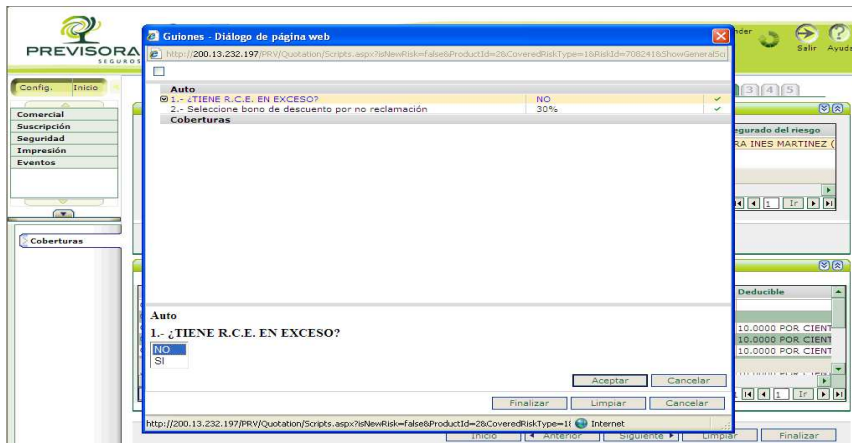 PREVISORA
SEGUROS
Config.
Inicio
Comercial
Suscripción
Seguridad
Impresión
Eventos
Coberturas
Guiones - Diálogo de página web
http://200.13.232.197/PRV/Quotation/Scripts.aspx?isNewRisk=false&ProductId=2&CoveredRiskType=1&RiskId=708241&ShowGeneralScr
Auto
1.- ¿TIENE R.C.E. EN EXCESO? NO
2.- Seleccione bono de descuento por no reclamación 30%
Coberturas
Auto
1.- ¿TIENE R.C.E. EN EXCESO?
NO
SI
Aceptar Cancelar
Finalizar Limpiar Cancelar
http://200.13.232.197/PRV/Quotation/Scripts.aspx?isNewRisk=false&ProductId=2&CoveredRiskType=1& Internet
nder
Salir Ayuda
3 4 5
egurado del riesgo
RA INES MARTINEZ (
1 Ir
Deducible
10.0000 POR CIENT
10.0000 POR CIENT
10.0000 POR CIENT
1 Ir
Inicio Anterior Siguiente Limpiar Finalizar